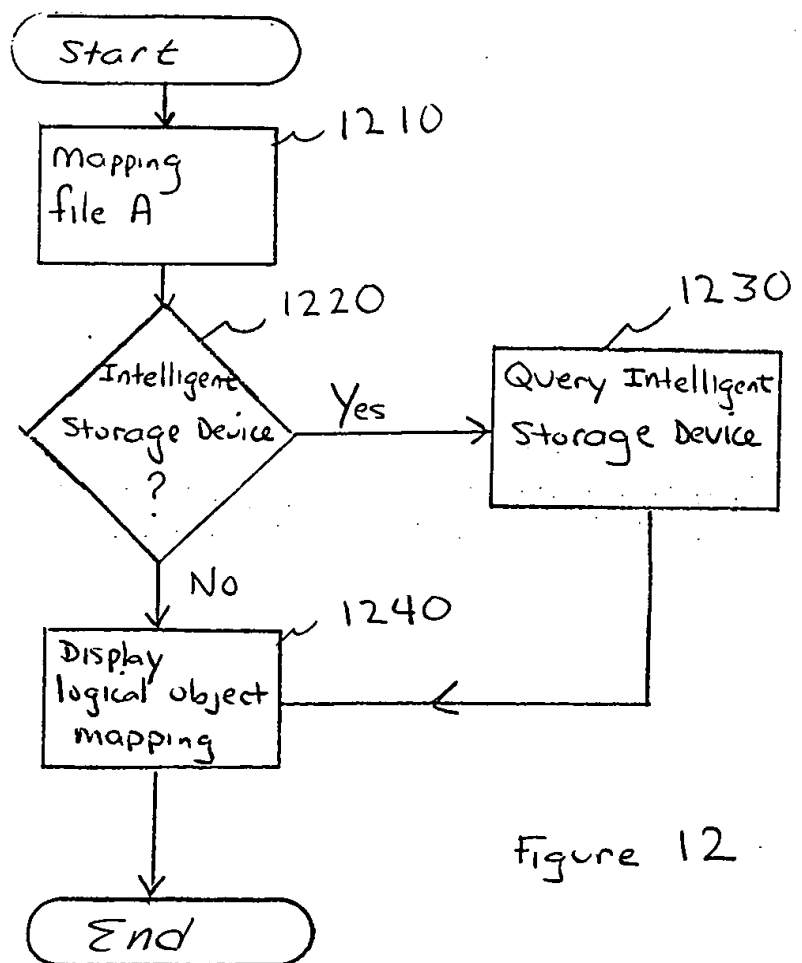 Start
1210
Mapping
file A
1220
Intelligent
Storage Device
?
Yes
1230
Query Intelligent
Storage Device
No
1240
Display
logical object
mapping
End
Figure 12